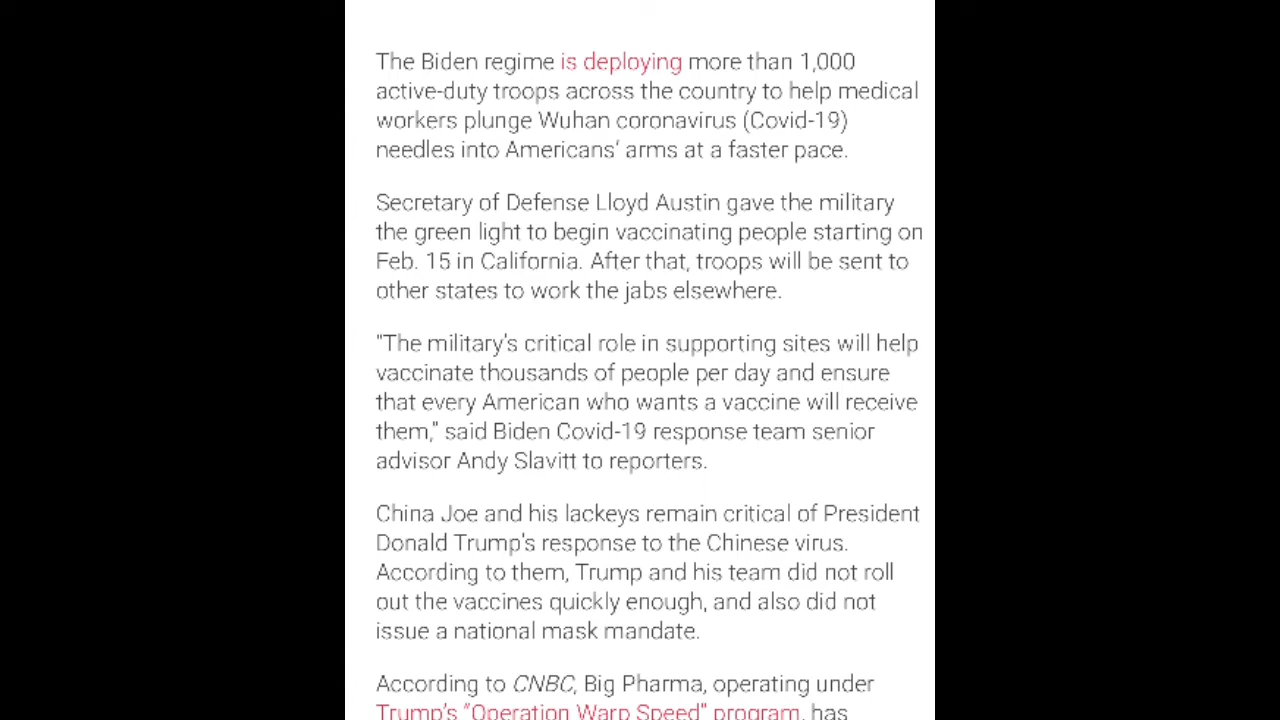 The Biden regime is deploying more than 1,000
active-duty troops across the country to help medical
workers plunge Wuhan coronavirus (Covid-19)
needles into Americans' arms at a faster pace.
Secretary of Defense Lloyd Austin gave the military
the green light to begin vaccinating people starting on
Feb. 15 in California. After that, troops will be sent to
other states to work the jabs elsewhere.
“The military’s critical role in supporting sites will help
vaccinate thousands of people per day and ensure
that every American who wants a vaccine will receive
them,” said Biden Covid-19 response team senior
advisor Andy Slavitt to reporters.
China Joe and his lackeys remain critical of President
Donald Trump’s response to the Chinese virus.
According to them, Trump and his team did not roll
out the vaccines quickly enough, and also did not
issue a national mask mandate.
According to CNBC, Big Pharma, operating under
Trump’s “Operation Warp Speed” program, has